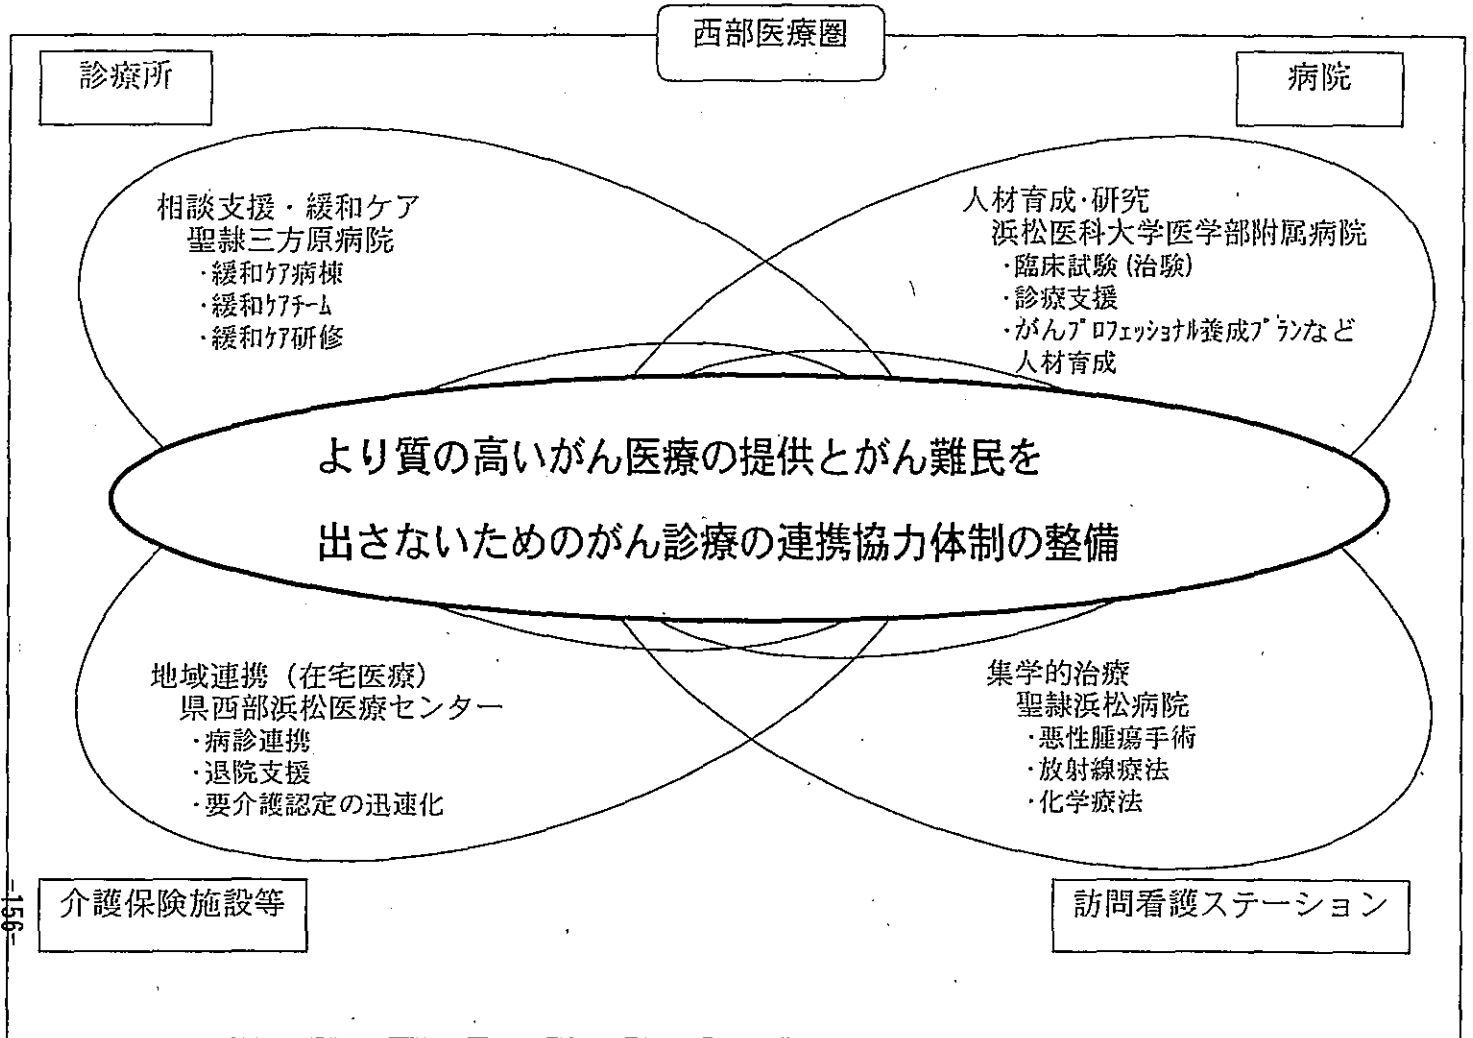 西部医療圏
診療所
病院
相談支援・緩和ケア
聖隷三方原病院
・緩和ｹｱ病棟
・緩和ｹｱﾁｰﾑ
・緩和ｹｱ研修
人材育成・研究
浜松医科大学医学部附属病院
・臨床試験(治験)
・診療支援
・がんﾌﾟﾛﾌｪｯｼｮﾅﾙ養成ﾌﾟﾗﾝなど
人材育成
より質の高いがん医療の提供とがん難民を
出さないためのがん診療の連携協力体制の整備
地域連携（在宅医療）
県西部浜松医療センター
・病診連携
・退院支援
・要介護認定の迅速化
集学的治療
聖隷浜松病院
・悪性腫瘍手術
・放射線療法
・化学療法
介護保険施設等
訪問看護ステーション
-156-